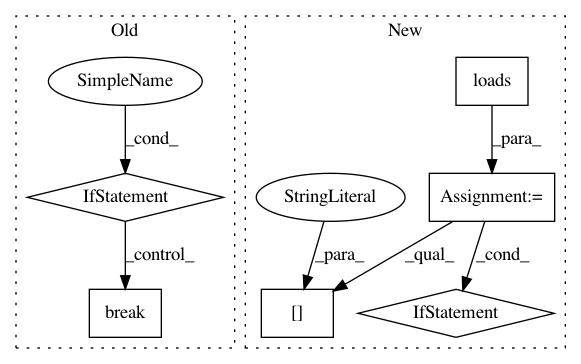 Old
New
SimpleName
loads
_cond_
_para_
IfStatement
StringLiteral
Assignment:=
_control_
_para_
_qual_
_cond_
break
[]
IfStatement